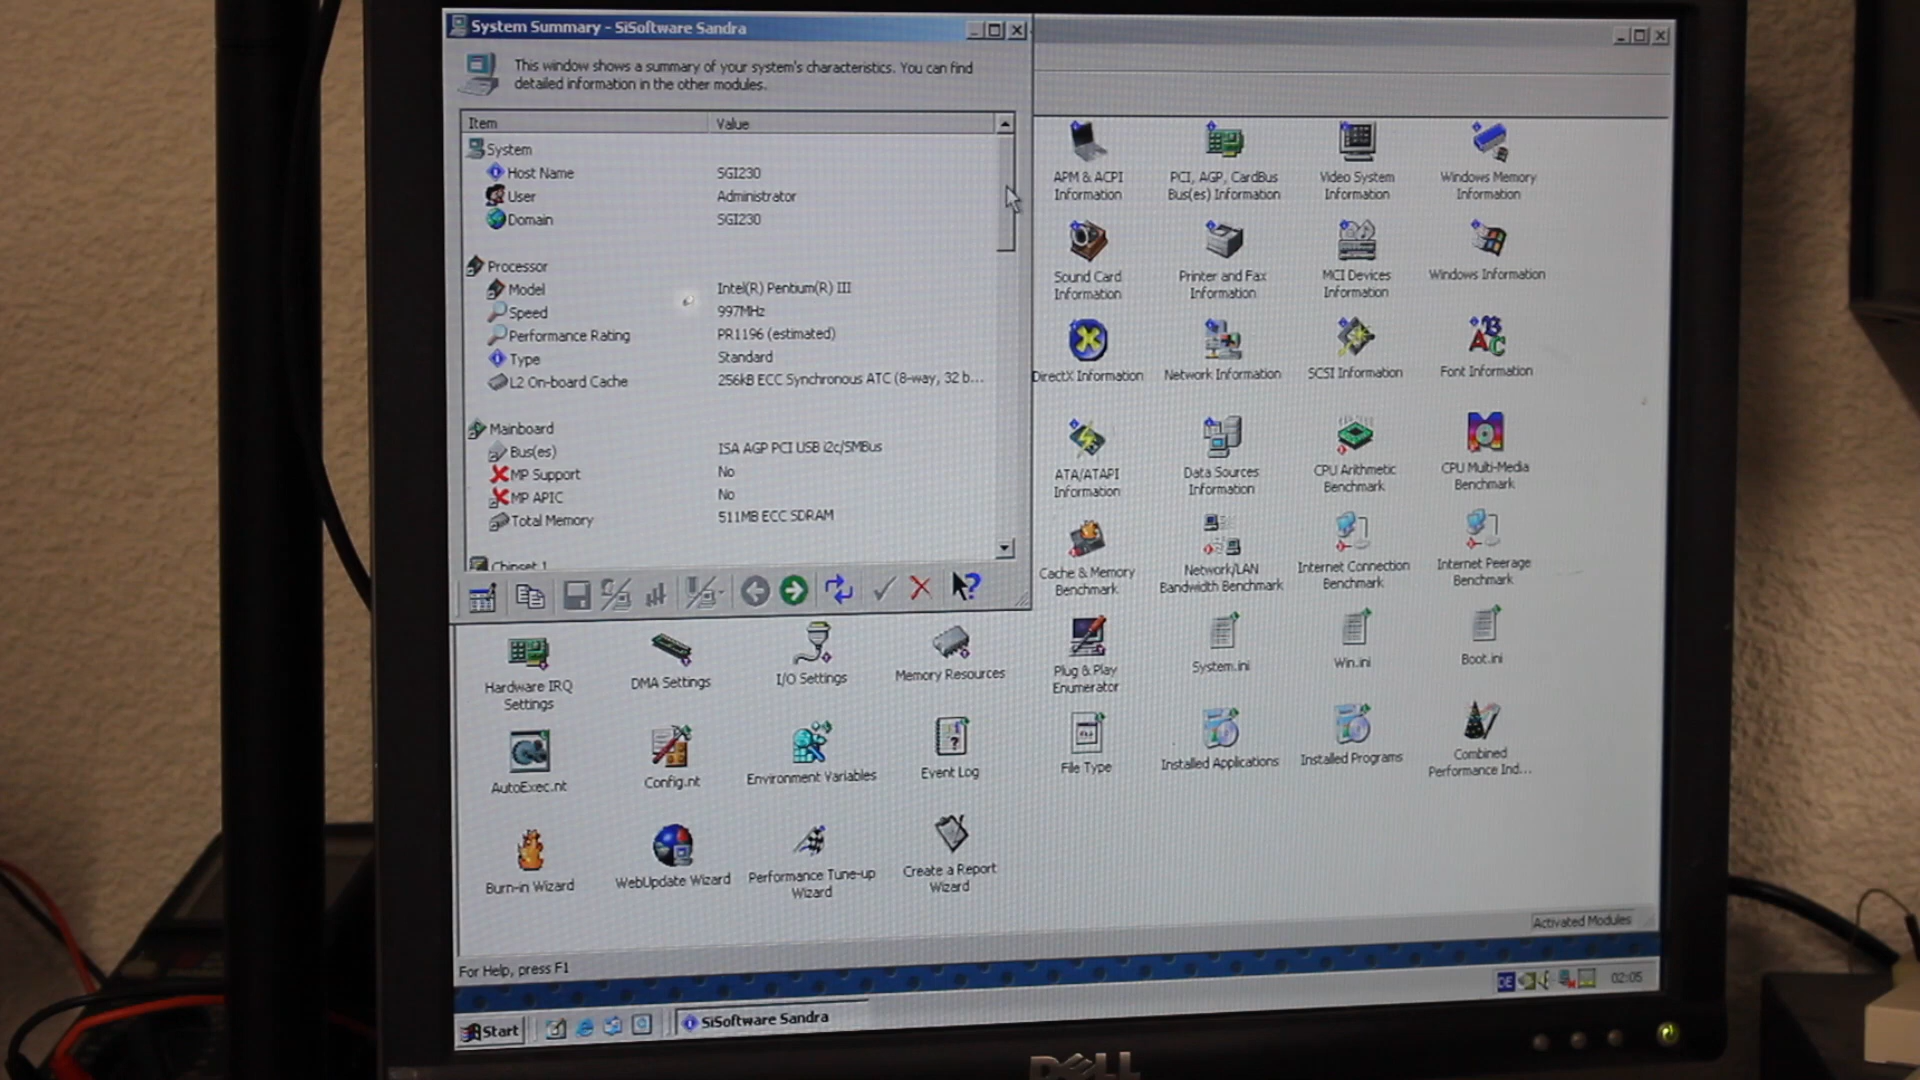 System Summary - SiSoftware Sandra
This window shows a summary of your system's characteristics. You can find
detailed information in the other modules.
Item Value
System
Host Name SGI230
User Administrator
Domain SGI230
Processor
Model Intel(R) Pentium(R) III
Speed 997MHz
Performance Rating PR1196 (estimated)
Type Standard
L2 On-board Cache 256kB ECC Synchronous ATC (8-way, 32 b...
Mainboard
Bus(es) ISA AGP PCI USB i2c/SMBus
MP Support No
MP APIC No
Total Memory 511MB ECC SDRAM
Chipset 1
APM & ACPI
Information
PCI, AGP, CardBus
Bus(es) Information
Video System
Information
Windows Memory
Information
Sound Card
Information
Printer and Fax
Information
MCI Devices
Information
Windows Information
DirectX Information
Network Information
SCSI Information
Font Information
ATA/ATAPI
Information
Data Sources
Information
CPU Arithmetic
Benchmark
CPU Multi-Media
Benchmark
Cache & Memory
Benchmark
Network/LAN
Bandwidth Benchmark
Internet Connection
Benchmark
Internet Peerage
Benchmark
Hardware IRQ
Settings
DMA Settings
I/O Settings
Memory Resources
Plug & Play
Enumerator
System.ini
Win.ini
Boot.ini
AutoExec.nt
Config.nt
Environment Variables
Event Log
File Type
Installed Applications
Installed Programs
Combined
Performance Ind...
Burn-in Wizard
WebUpdate Wizard
Performance Tune-up
Wizard
Create a Report
Wizard
Activated Modules
For Help, press F1
Start
SiSoftware Sandra
DE
02:05
DELL